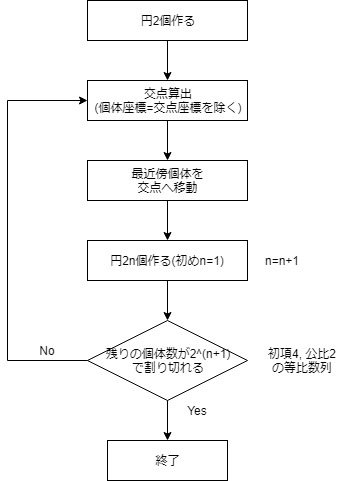 円2個作る
交点算出
(個体座標=交点座標を除く)
最近傍個体を
交点へ移動
円2n個作る(初めn=1)
n=n+1
No
残りの個体数が2^(n+1)
で割り切れる
初項4, 公比2
の等比数列
Yes
終了